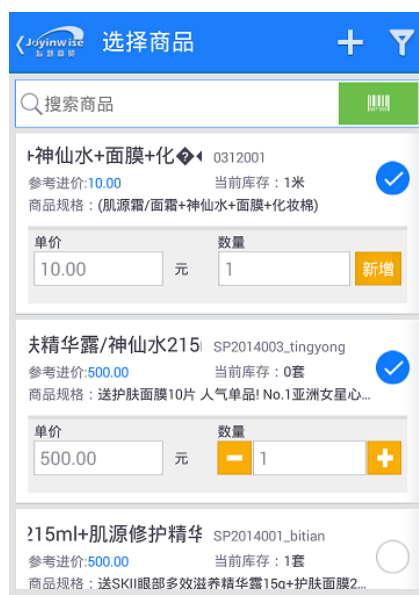 Joyinwise
选择商品
搜索商品
神仙水+面膜+化 0312001
参考进价:10.00 当前库存：1米
商品规格：(肌源霜/面霜+神仙水+面膜+化妆棉)
单价 数量
10.00 元 1 新增
精华露/神仙水215 SP2014003_tingyong
参考进价:500.00 当前库存：0套
商品规格：送护肤面膜10片 人气单品! No.1亚洲女星心...
单价 数量
500.00 元 − 1 +
215ml+肌源修护精华 SP2014001_bitian
参考进价:500.00 当前库存：1套
商品规格：送SKII眼部多效滋养精华露15g+护肤面膜2...